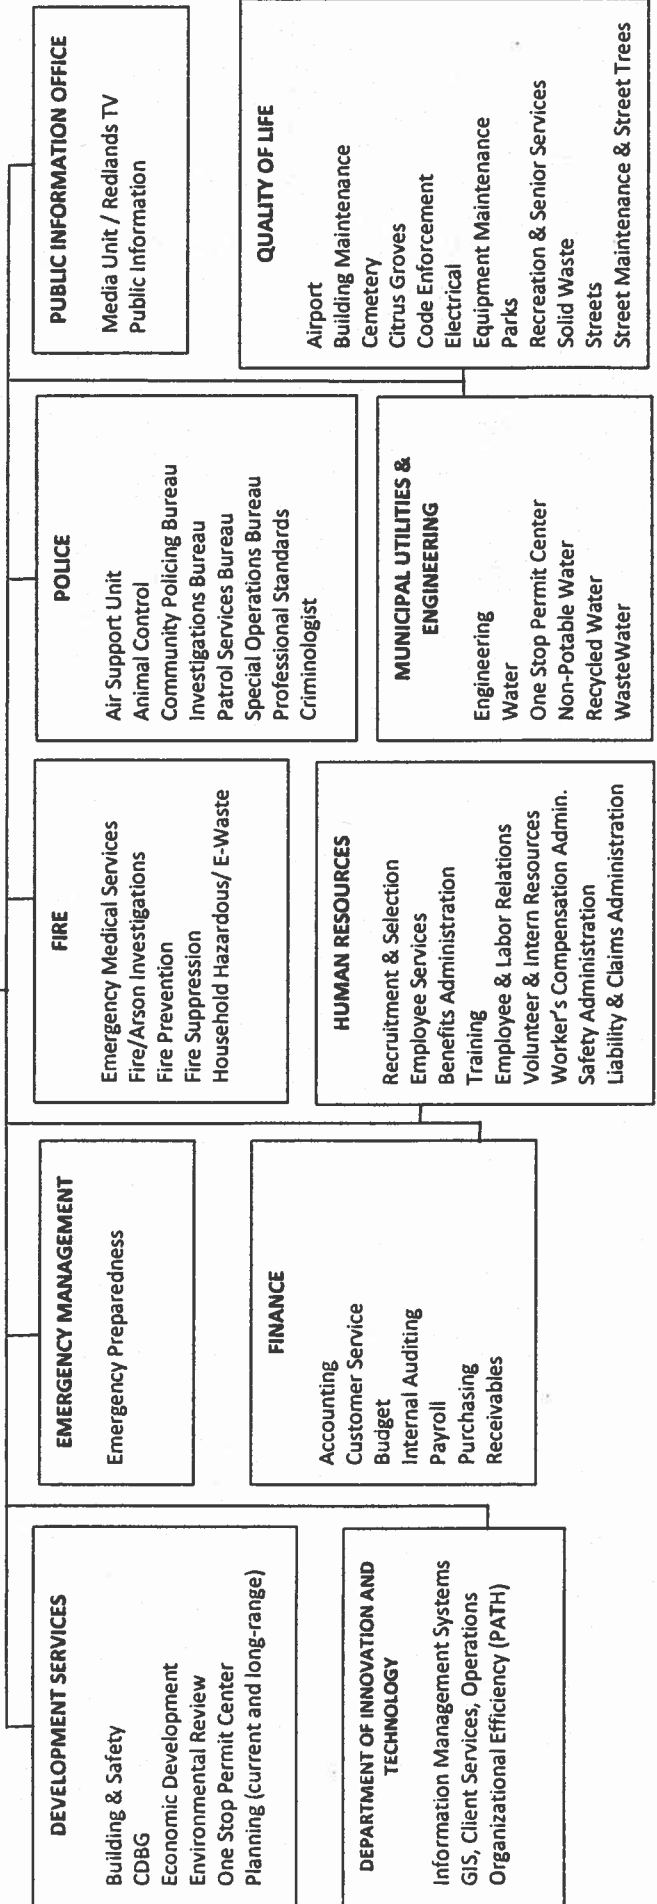 DEVELOPMENT SERVICES
Building & Safety
CDBG
Economic Development
Environmental Review
One Stop Permit Center
Planning (current and long-range)
EMERGENCY MANAGEMENT
Emergency Preparedness
FIRE
Emergency Medical Services
Fire/Arson Investigations
Fire Prevention
Fire Suppression
Household Hazardous/ E-Waste
POLICE
Air Support Unit
Animal Control
Community Policing Bureau
Investigations Bureau
Patrol Services Bureau
Special Operations Bureau
Professional Standards
Criminologist
PUBLIC INFORMATION OFFICE
Media Unit / Redlands TV
Public Information
DEPARTMENT OF INNOVATION AND
TECHNOLOGY
Information Management Systems
GIS, Client Services, Operations
Organizational Efficiency (PATH)
FINANCE
Accounting
Customer Service
Budget
Internal Auditing
Payroll
Purchasing
Receivables
HUMAN RESOURCES
Recruitment & Selection
Employee Services
Benefits Administration
Training
Employee & Labor Relations
Volunteer & Intern Resources
Worker's Compensation Admin.
Safety Administration
Liability & Claims Administration
MUNICIPAL UTILITIES &
ENGINEERING
Engineering
Water
One Stop Permit Center
Non-Potable Water
Recycled Water
WasteWater
QUALITY OF LIFE
Airport
Building Maintenance
Cemetery
Citrus Groves
Code Enforcement
Electrical
Equipment Maintenance
Parks
Recreation & Senior Services
Solid Waste
Streets
Street Maintenance & Street Trees